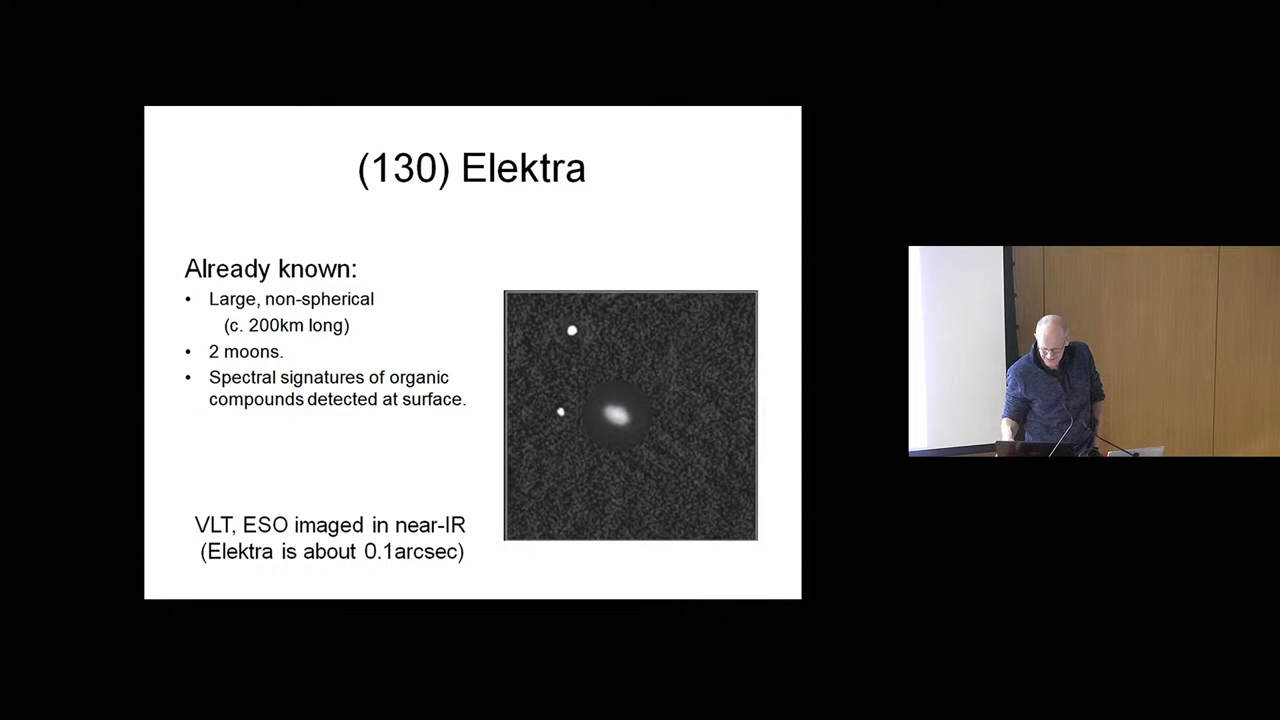 (130) Elektra
Already known:
• Large, non-spherical
(c. 200km long)
• 2 moons.
• Spectral signatures of organic
compounds detected at surface.
VLT, ESO imaged in near-IR
(Elektra is about 0.1arcsec)